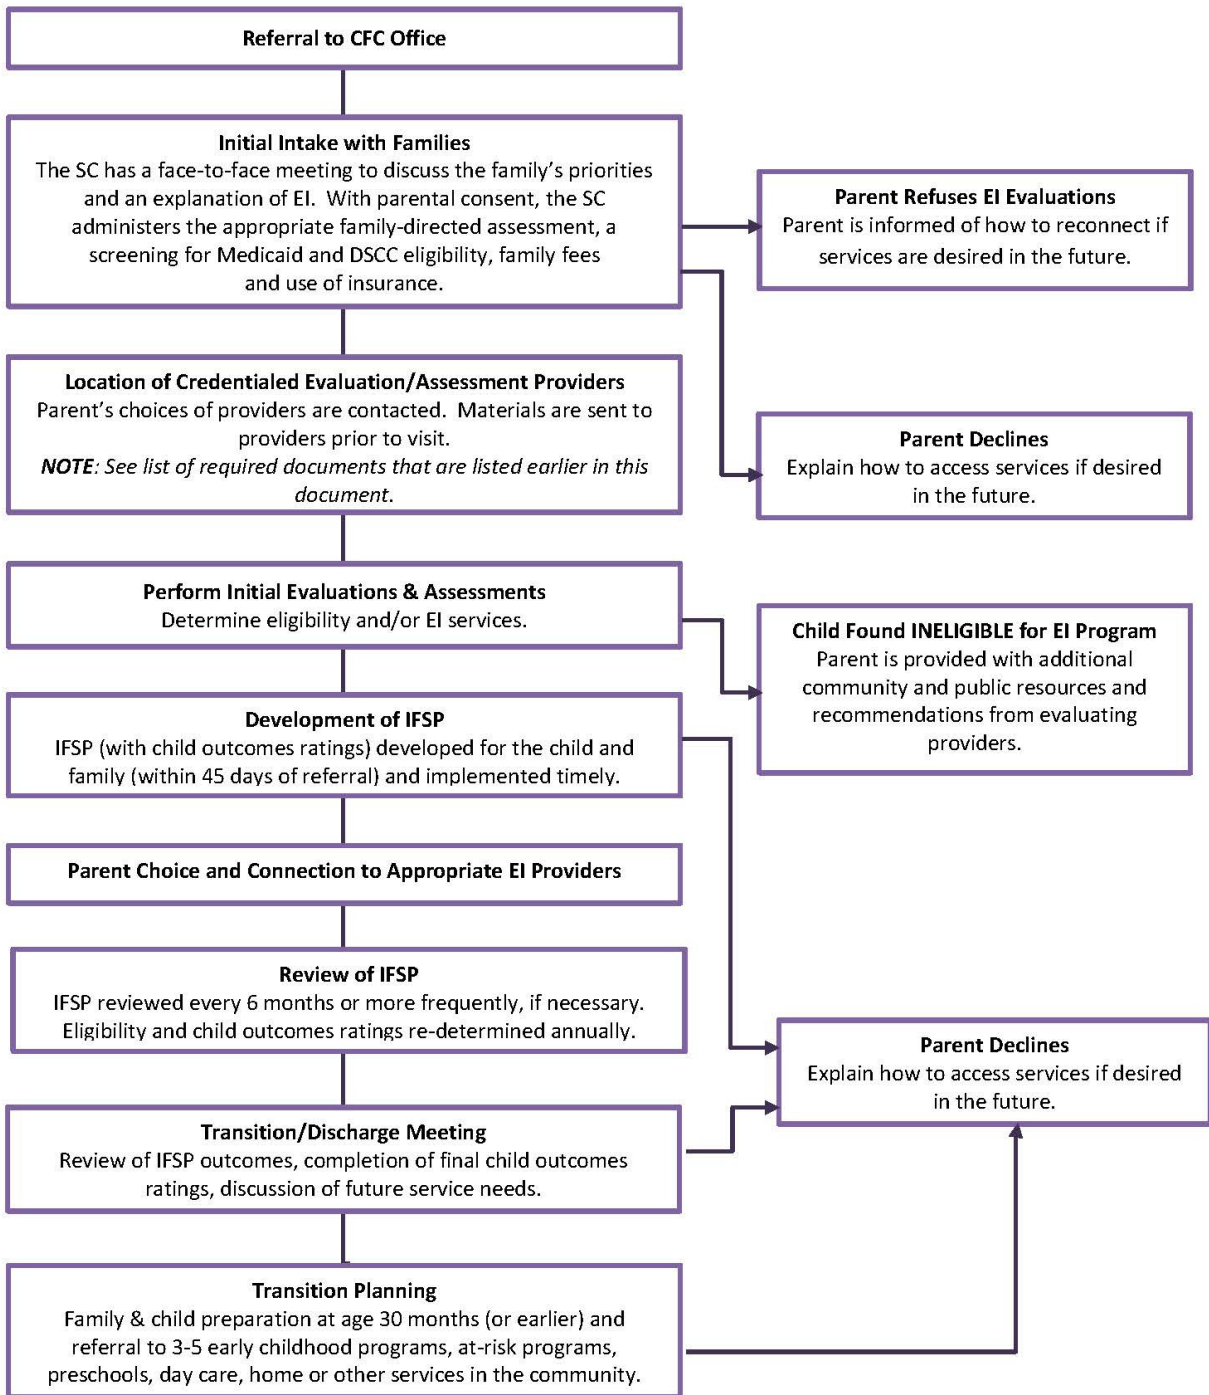 Referral to CFC Office
Initial Intake with Families
The SC has a face-to-face meeting to discuss the family's priorities
and an explanation of EI.  With parental consent, the SC
administers the appropriate family-directed assessment, a
screening for Medicaid and DSCC eligibility, family fees
and use of insurance.
Parent Refuses EI Evaluations
Parent is informed of how to reconnect if
services are desired in the future.
Location of Credentialed Evaluation/Assessment Providers
Parent's choices of providers are contacted.  Materials are sent to
providers prior to visit.
NOTE: See list of required documents that are listed earlier in this
document.
Parent Declines
Explain how to access services if desired
in the future.
Perform Initial Evaluations & Assessments
Determine eligibility and/or EI services.
Child Found INELIGIBLE for EI Program
Parent is provided with additional
community and public resources and
recommendations from evaluating
providers.
Development of IFSP
IFSP (with child outcomes ratings) developed for the child and
family (within 45 days of referral) and implemented timely.
Parent Choice and Connection to Appropriate EI Providers
Review of IFSP
IFSP reviewed every 6 months or more frequently, if necessary.
Eligibility and child outcomes ratings re-determined annually.
Parent Declines
Explain how to access services if desired
in the future.
Transition/Discharge Meeting
Review of IFSP outcomes, completion of final child outcomes
ratings, discussion of future service needs.
Transition Planning
Family & child preparation at age 30 months (or earlier) and
referral to 3-5 early childhood programs, at-risk programs,
preschools, day care, home or other services in the community.